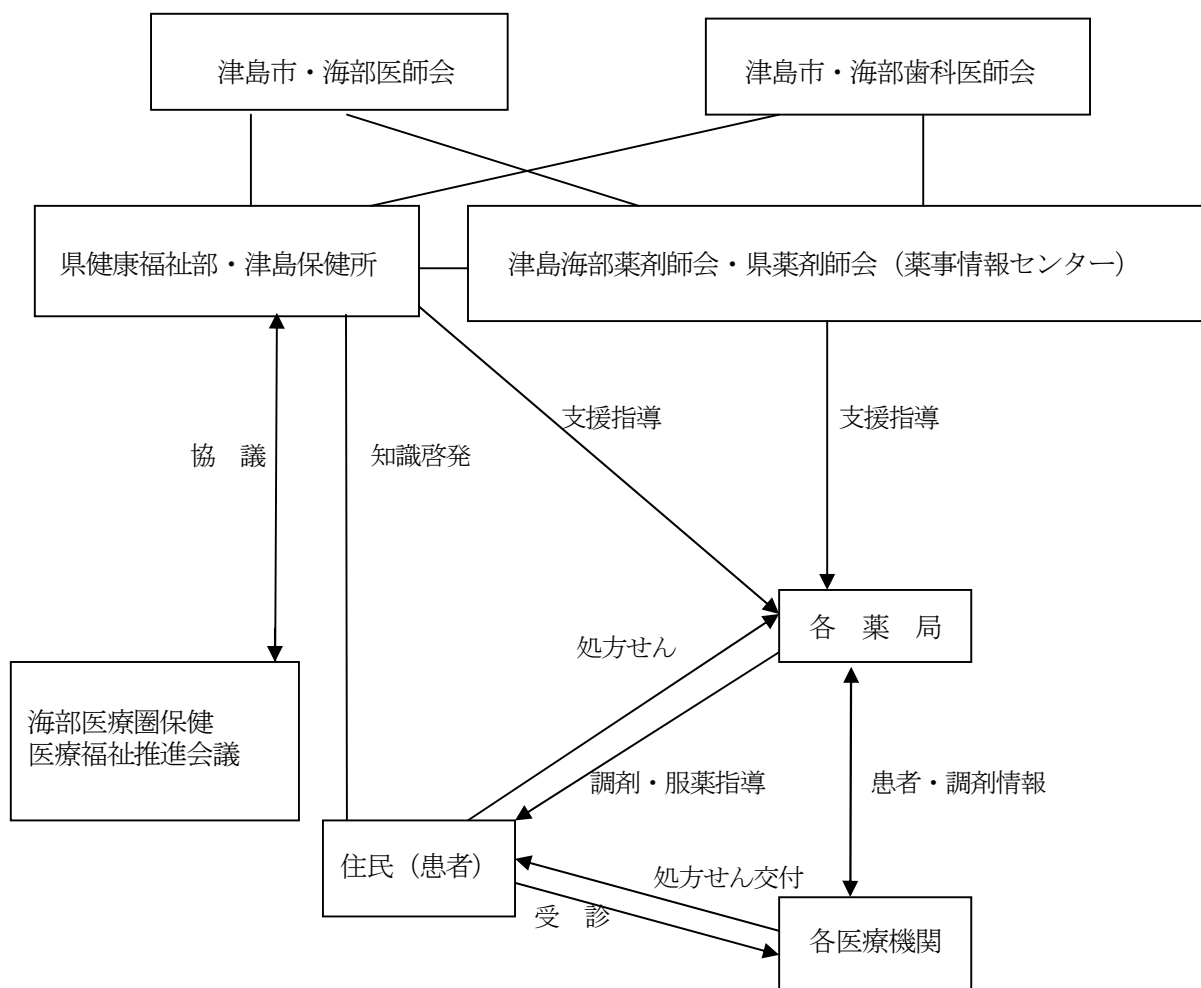 津島市・海部医師会
津島市・海部歯科医師会
県健康福祉部・津島保健所
津島海部薬剤師会・県薬剤師会（薬事情報センター）
支援指導
支援指導
協　議
知識啓発
各　薬　局
処方せん
海部医療圏保健
医療福祉推進会議
調剤・服薬指導
患者・調剤情報
住民（患者）
処方せん交付
受　診
各医療機関